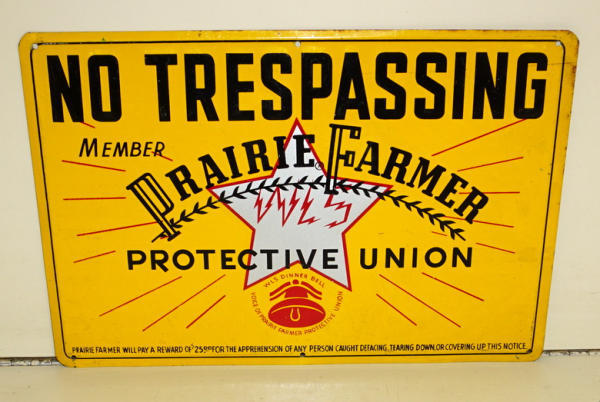 NO TRESPASSING
MEMBER
PRAIRIE FARMER
WLS
PROTECTIVE UNION
WLS DINNER BELL
VOICE OF PRAIRIE FARMER PROTECTIVE UNION
PRAIRIE FARMER WILL PAY A REWARD OF $25.00 FOR THE APPREHENSION OF ANY PERSON CAUGHT DEFACING, TEARING DOWN, OR COVERING UP THIS NOTICE.